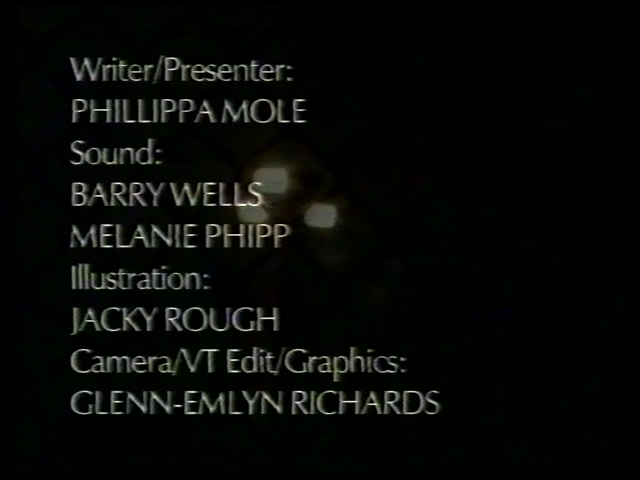 Writer/Presenter:
PHILLIPPA MOLE
Sound:
BARRY WELLS
MELANIE PHIPP
Illustration:
JACKY ROUGH
Camera/VT Edit/Graphics:
GLENN-EMLYN RICHARDS